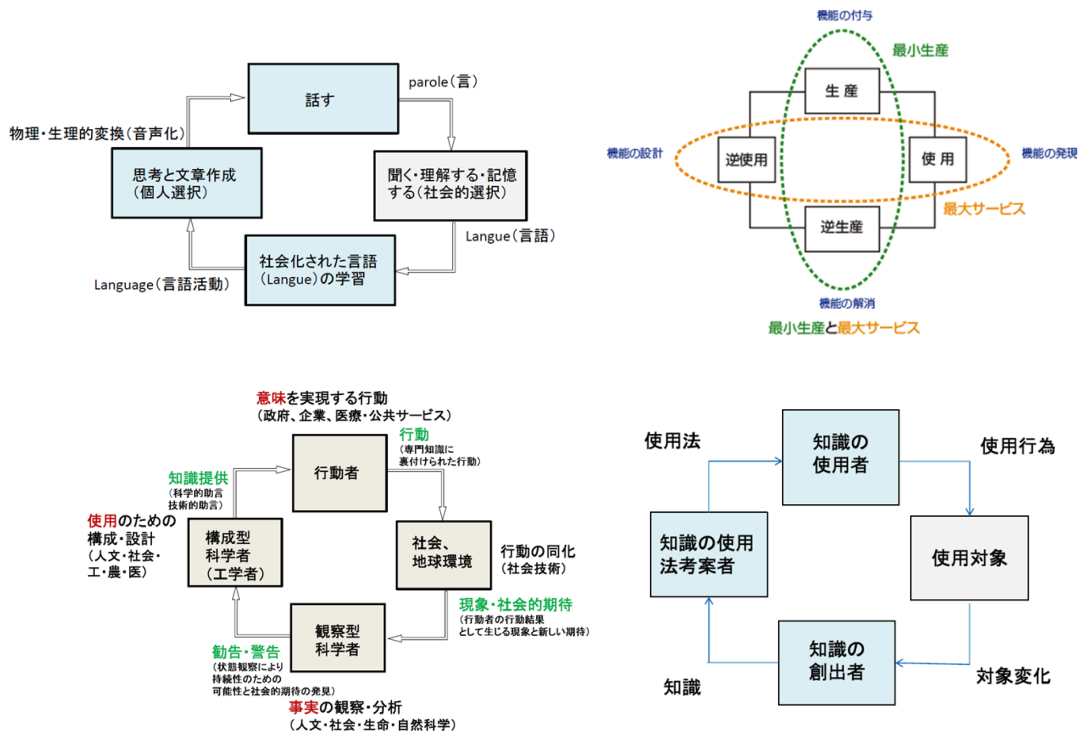 話す
parole（言）
物理・生理的変換（音声化）
思考と文章作成
（個人選択）
聞く・理解する・記憶
する（社会的選択）
Langue（言語）
社会化された言語
（Langue）の学習
Language（言語活動）
機能の付与
最小生産
生 産
機能の設計
逆使用
使 用
機能の発現
最大サービス
逆生産
機能の解消
最小生産と最大サービス
意味を実現する行動
（政府、企業、医療・公共サービス）
行動
（専門知識に
裏付けられた行動）
行動者
知識提供
（科学的助言
技術的助言）
使用のための
構成・設計
（人文・社会・
工・農・医）
構成型
科学者
（工学者）
社会、
地球環境
行動の同化
（社会技術）
現象・社会的期待
（行動者の行動結果
として生じる現象と新しい期待）
観察型
科学者
勧告・警告
（状態観察により
持続性のための
可能性と社会的期待の発見）
事実の観察・分析
（人文・社会・生命・自然科学）
使用法
知識の
使用者
使用行為
知識の使用
法考案者
使用対象
知識の
創出者
知識
対象変化